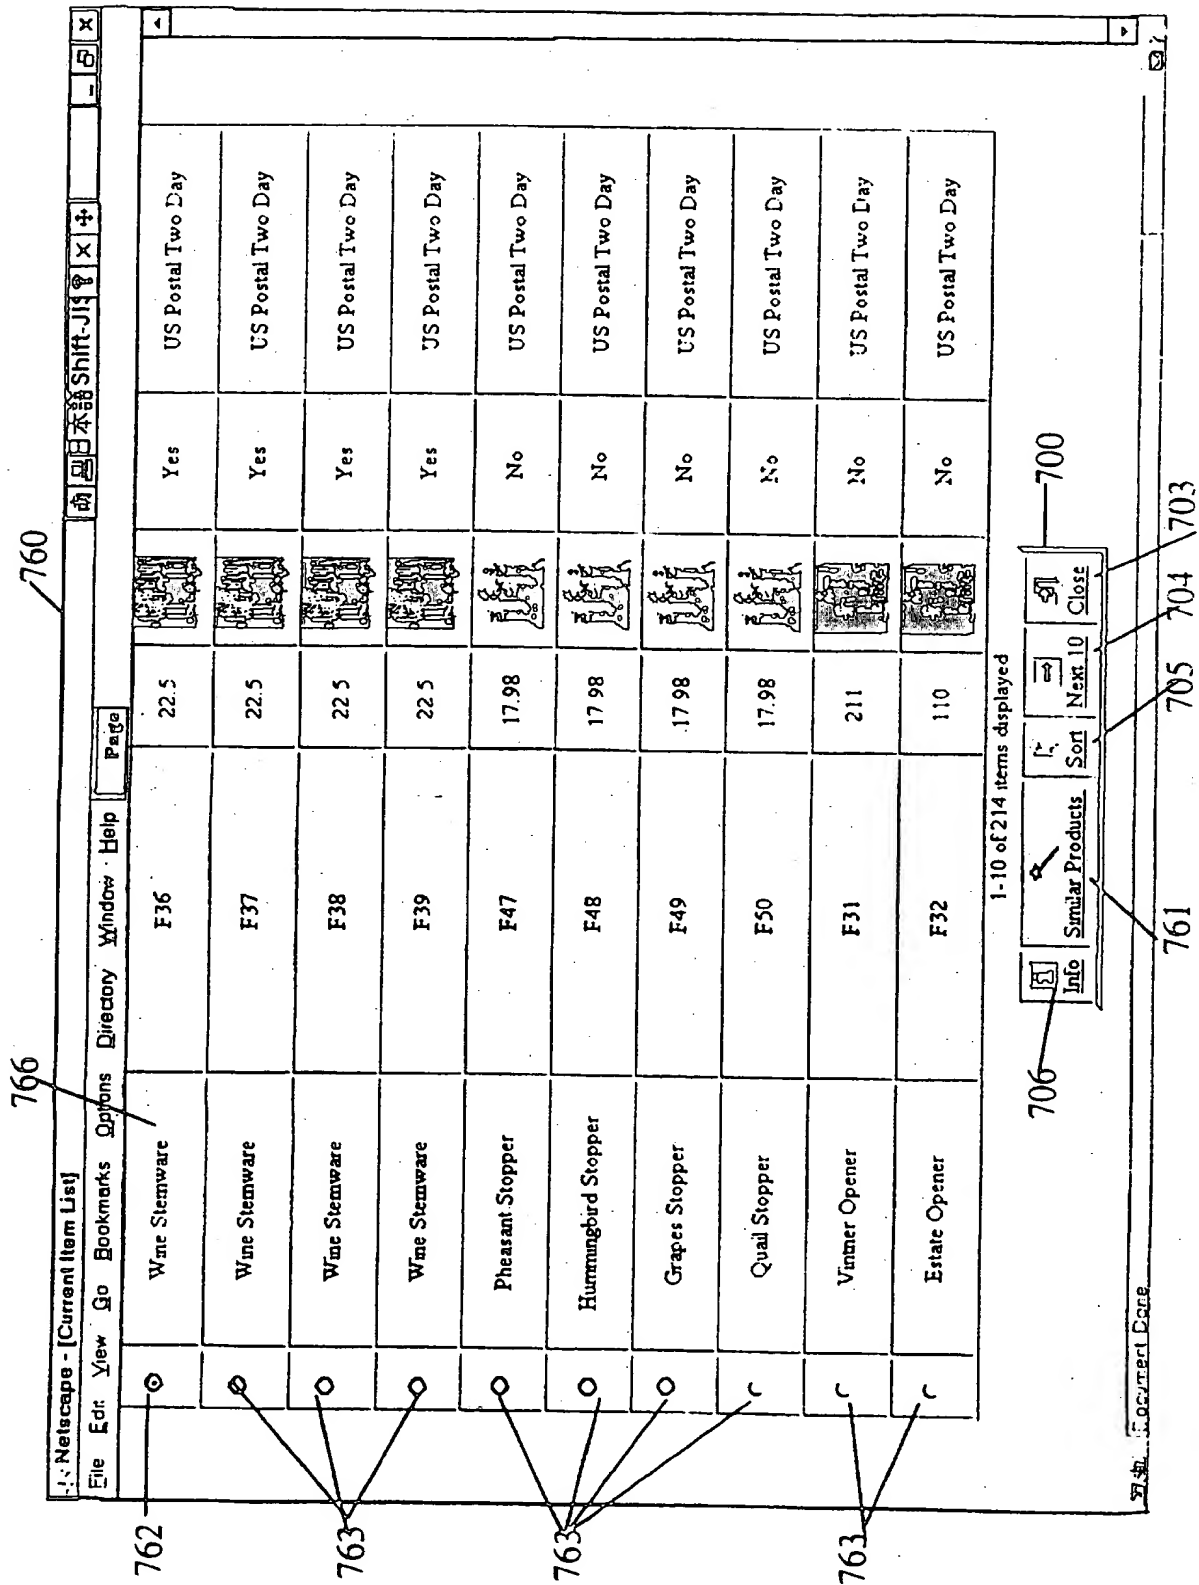 760
766
Netscape - [Current Item List]
日本語 Shift-JIS
File Edit View Go Bookmarks Options Directory Window Help
Page
Wine Stemware F36 22.5 Yes US Postal Two Day
Wine Stemware F37 22.5 Yes US Postal Two Day
Wine Stemware F38 22 5 Yes US Postal Two Day
Wine Stemware F39 22 5 Yes US Postal Two Day
Pheasant Stopper F47 17.98 No US Postal Two Day
Hummingbird Stopper F48 17 98 No US Postal Two Day
Grapes Stopper F49 17 98 No US Postal Two Day
Quail Stopper F50 17.98 No US Postal Two Day
Vintner Opener F31 211 No US Postal Two Day
Estate Opener F32 110 No US Postal Two Day
762
763
763
763
1-10 of 214 items displayed
Info Similar Products Sort Next 10 Close
700
706
761
705
704
703
Document Done